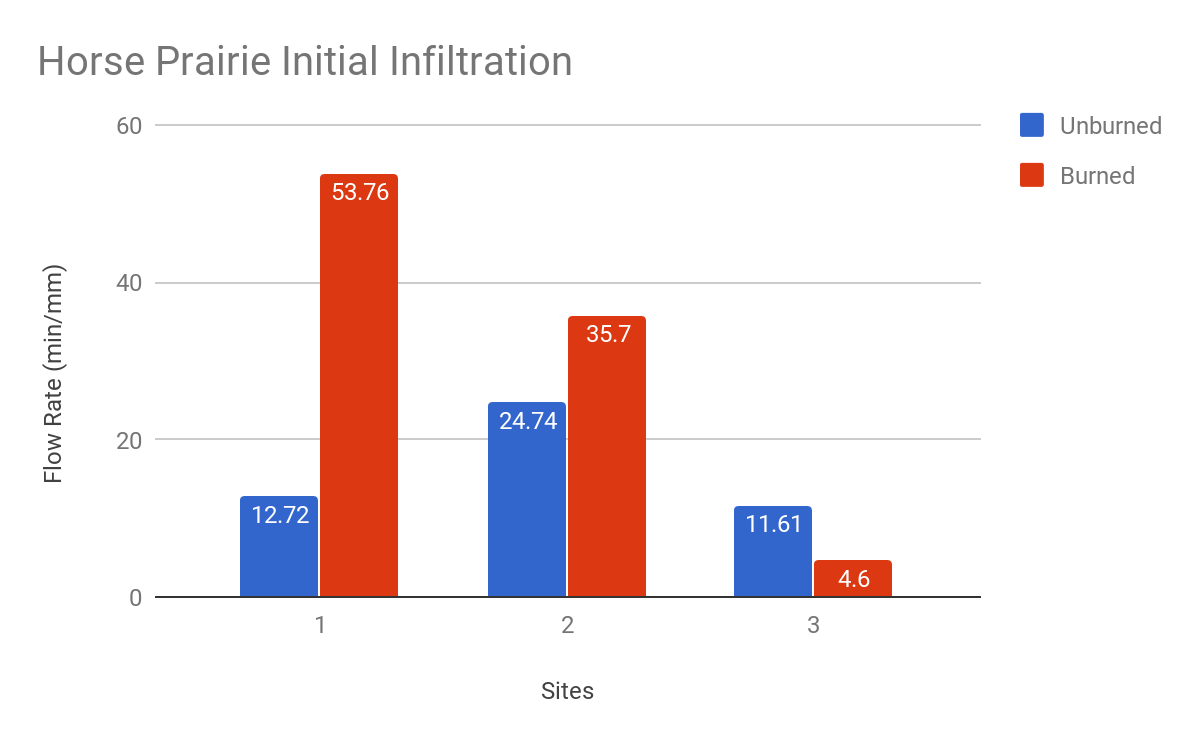 Horse Prairie Initial Infiltration
Unburned
Burned
Flow Rate (min/mm)
60
40
20
0
53.76
35.7
24.74
12.72
11.61
4.6
1
2
3
Sites